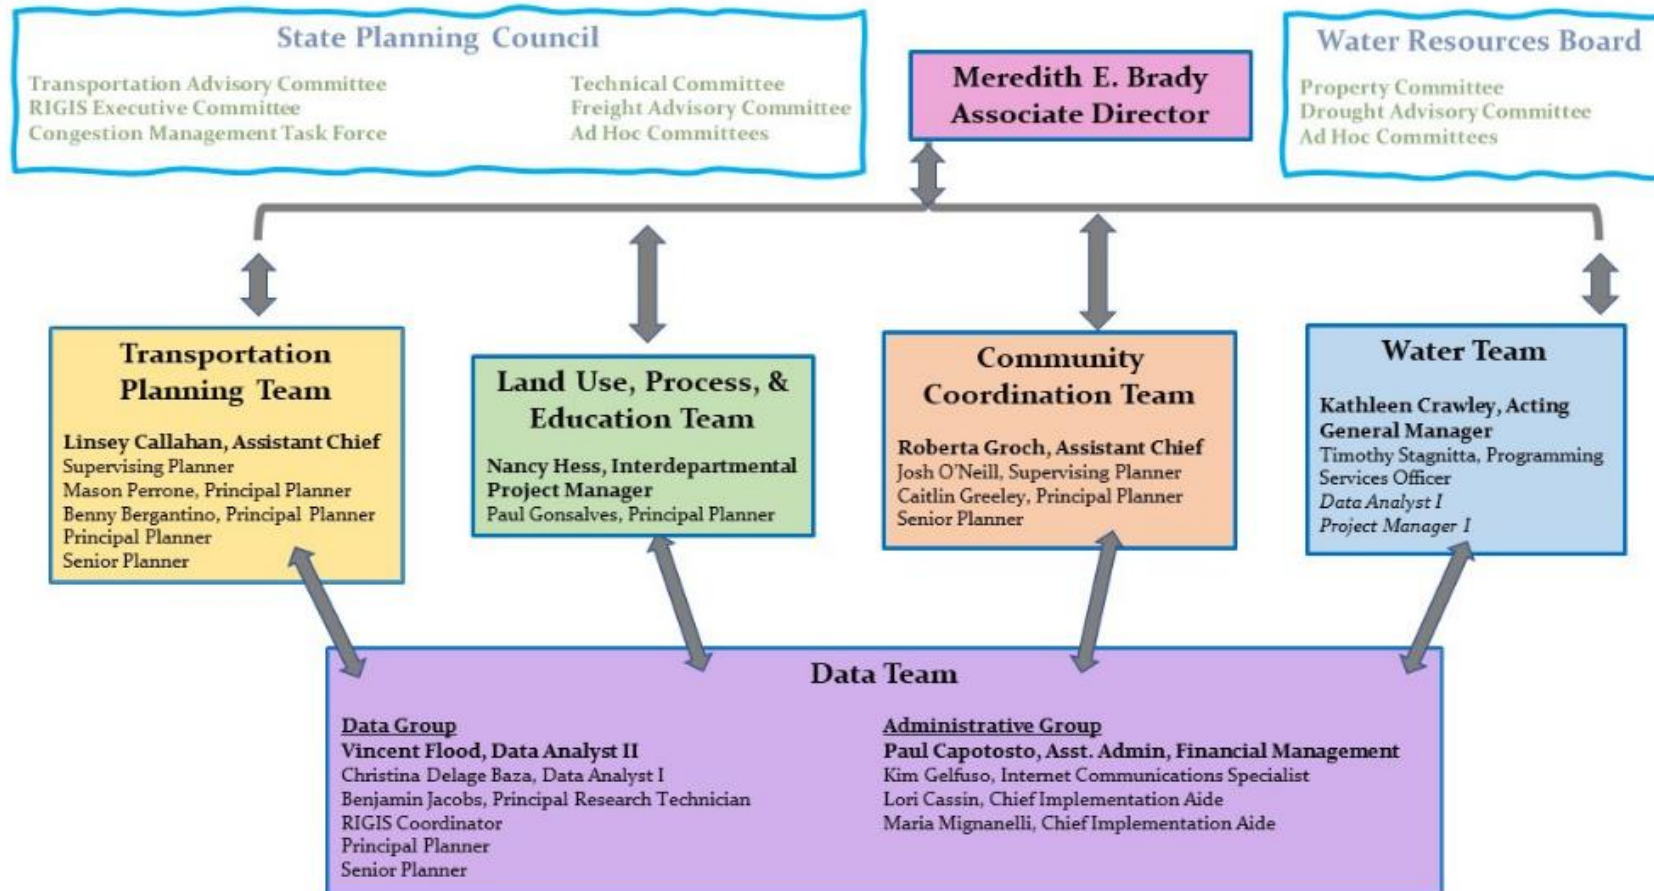 State Planning Council
Transportation Advisory Committee
RIGIS Executive Committee
Congestion Management Task Force
Technical Committee
Freight Advisory Committee
Ad Hoc Committees
Meredith E. Brady
Associate Director
Water Resources Board
Property Committee
Drought Advisory Committee
Ad Hoc Committees
Transportation
Planning Team
Linsey Callahan, Assistant Chief
Supervising Planner
Mason Perrone, Principal Planner
Benny Bergantino, Principal Planner
Principal Planner
Senior Planner
Land Use, Process, &
Education Team
Nancy Hess, Interdepartmental
Project Manager
Paul Gonsalves, Principal Planner
Community
Coordination Team
Roberta Groch, Assistant Chief
Josh O'Neill, Supervising Planner
Caitlin Greeley, Principal Planner
Senior Planner
Water Team
Kathleen Crawley, Acting
General Manager
Timothy Stagnitta, Programming
Services Officer
Data Analyst I
Project Manager I
Data Team
Data Group
Vincent Flood, Data Analyst II
Christina Delage Baza, Data Analyst I
Benjamin Jacobs, Principal Research Technician
RIGIS Coordinator
Principal Planner
Senior Planner
Administrative Group
Paul Capotosto, Asst. Admin, Financial Management
Kim Gelfuso, Internet Communications Specialist
Lori Cassin, Chief Implementation Aide
Maria Mignanelli, Chief Implementation Aide